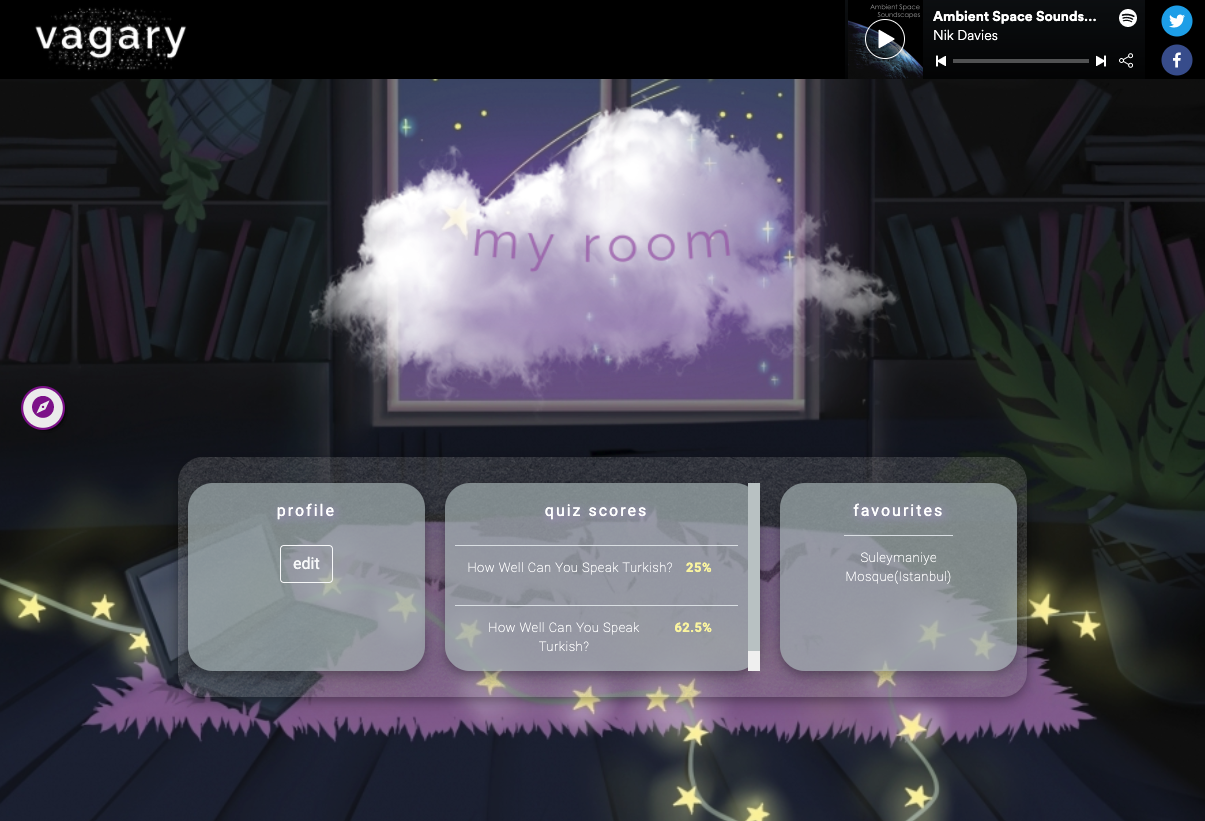 vagary
Ambient Space
Soundscapes
Ambient Space Sounds...
Nik Davies
my room
profile
edit
quiz scores
How Well Can You Speak Turkish? 25%
How Well Can You Speak 62.5%
Turkish?
favourites
Suleymaniye
Mosque(Istanbul)